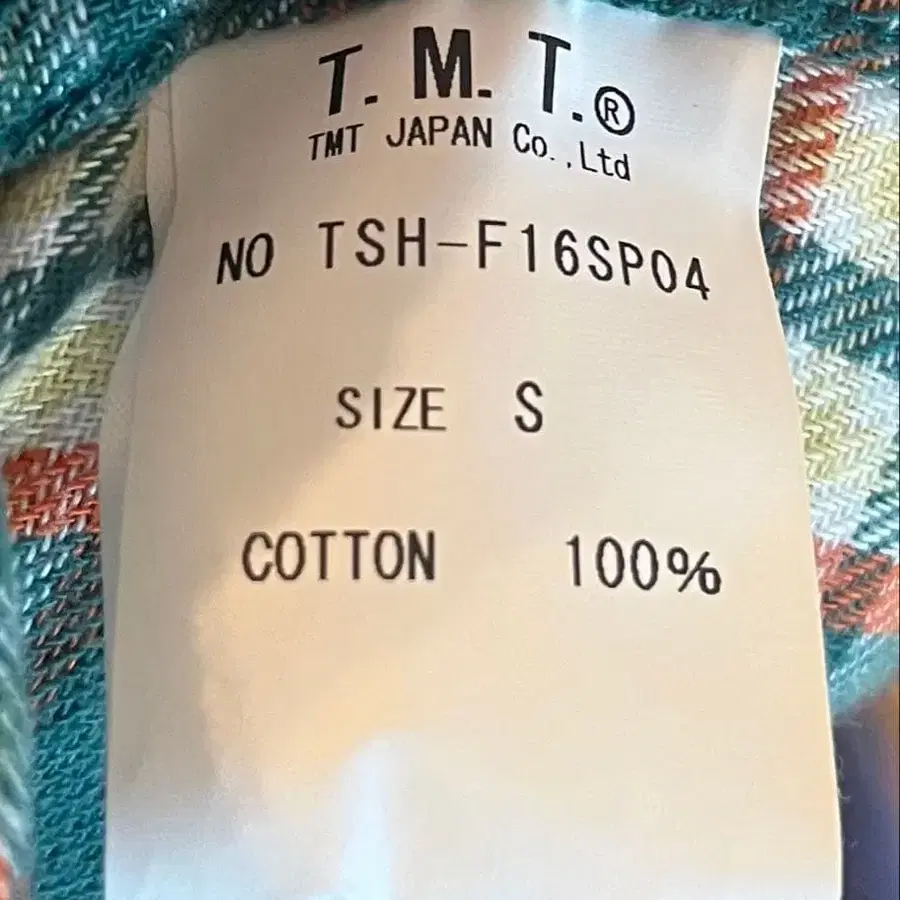 T. M. T.®
TMT JAPAN Co.,Ltd
NO TSH-F16SP04
SIZE S
COTTON 100%